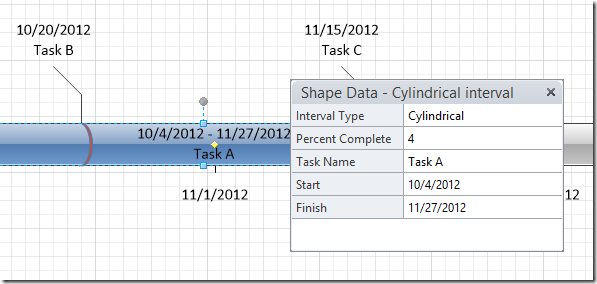 10/20/2012
Task B
11/15/2012
Task C
Shape Data - Cylindrical interval
Interval Type Cylindrical
Percent Complete 4
Task Name Task A
Start 10/4/2012
Finish 11/27/2012
10/4/2012 - 11/27/2012
Task A
11/1/2012
12